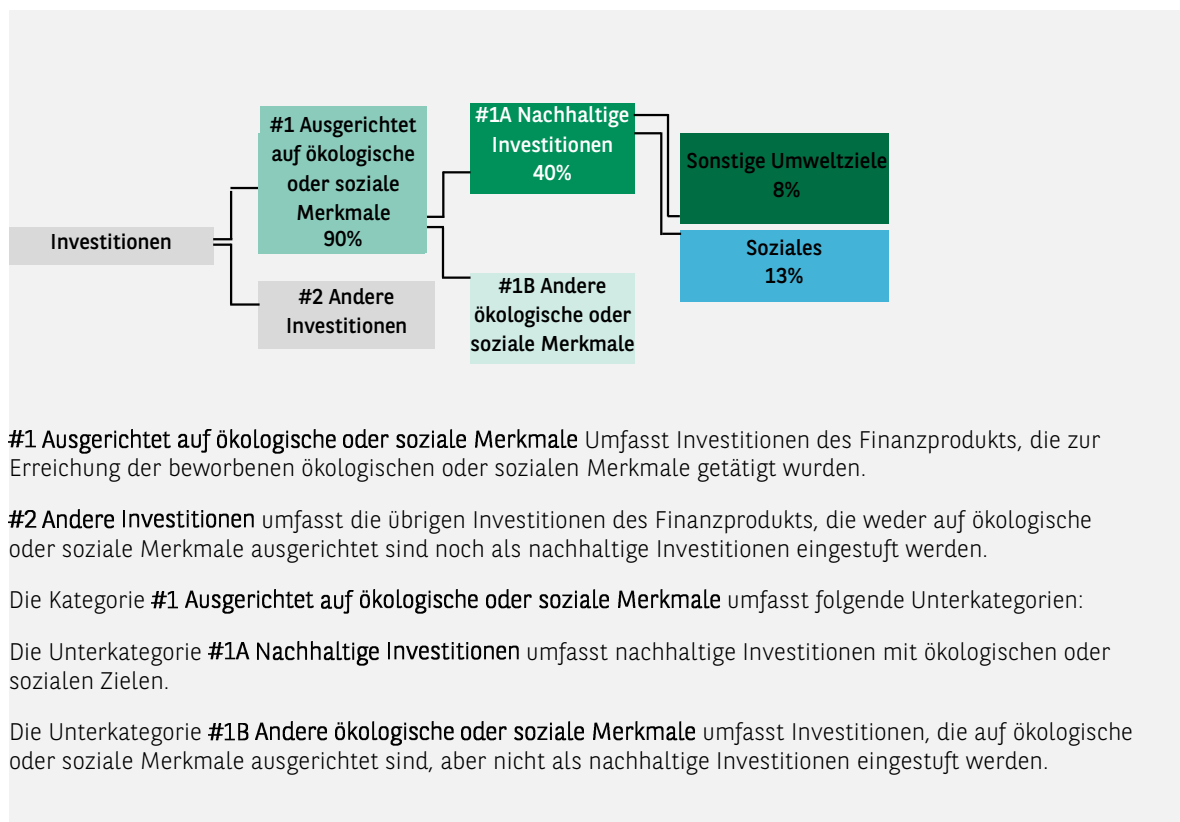 Investitionen
#1 Ausgerichtet
auf ökologische
oder soziale
Merkmale
90%
#2 Andere
Investitionen
#1A Nachhaltige
Investitionen
40%
#1B Andere
ökologische oder
soziale Merkmale
Sonstige Umweltziele
8%
Soziales
13%
#1 Ausgerichtet auf ökologische oder soziale Merkmale Umfasst Investitionen des Finanzprodukts, die zur
Erreichung der beworbenen ökologischen oder sozialen Merkmale getätigt wurden.
#2 Andere Investitionen umfasst die übrigen Investitionen des Finanzprodukts, die weder auf ökologische
oder soziale Merkmale ausgerichtet sind noch als nachhaltige Investitionen eingestuft werden.
Die Kategorie #1 Ausgerichtet auf ökologische oder soziale Merkmale umfasst folgende Unterkategorien:
Die Unterkategorie #1A Nachhaltige Investitionen umfasst nachhaltige Investitionen mit ökologischen oder
sozialen Zielen.
Die Unterkategorie #1B Andere ökologische oder soziale Merkmale umfasst Investitionen, die auf ökologische
oder soziale Merkmale ausgerichtet sind, aber nicht als nachhaltige Investitionen eingestuft werden.